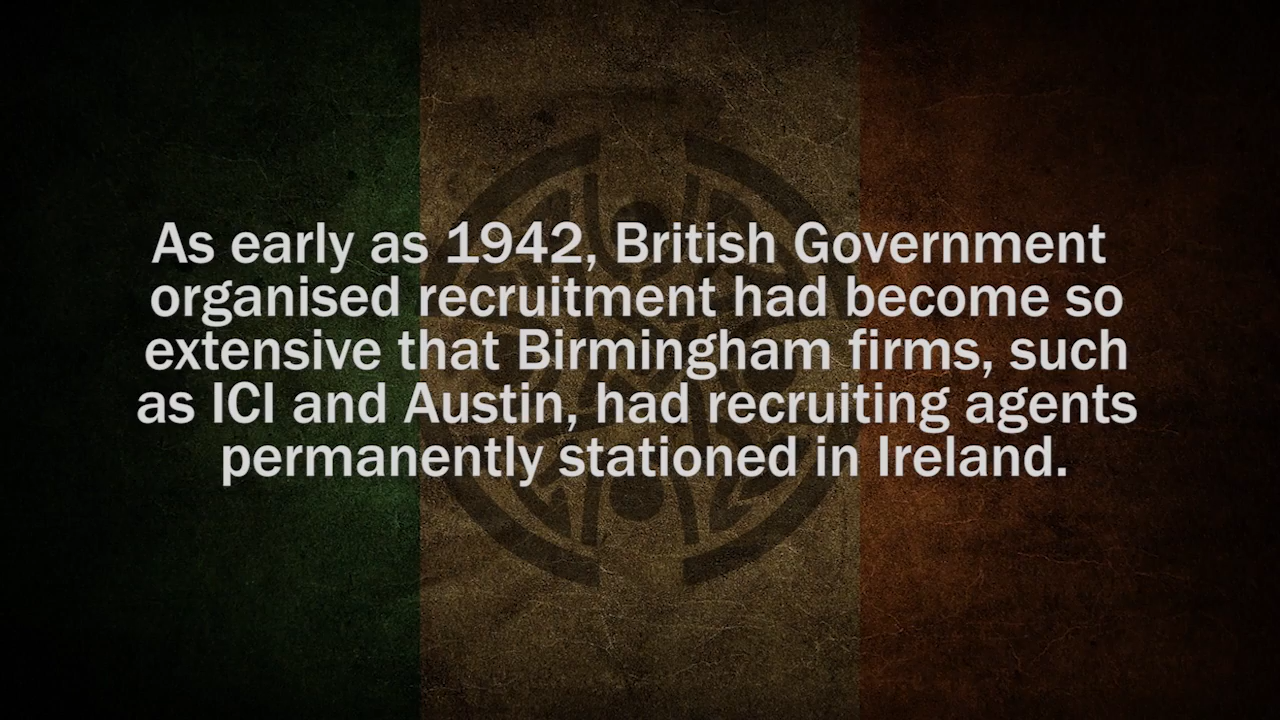 As early as 1942, British Government
organised recruitment had become so
extensive that Birmingham firms, such
as ICI and Austin, had recruiting agents
permanently stationed in Ireland.